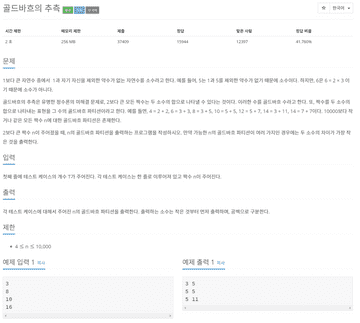 골드바흐의 추측
한국어
시간 제한 메모리 제한 제출 정답 맞힌 사람 정답 비율
2 초 256 MB
문제
1보다 큰 자연수 중에서 1과 자기 자신을 제외한 약수가 없는 자연수를 소수라고 한다. 예를 들어, 5는 1과 5를 제외한 약수가 없기 때문에 소수이다. 하지만, 6은 6 = 2 × 3 이
기 때문에 소수가 아니다.
골드바흐의 추측은 유명한 정수론의 미해결 문제로, 2보다 큰 모든 짝수는 두 소수의 합으로 나타낼 수 있다는 것이다. 이러한 수를 골드바흐 수라고 한다. 또, 짝수를 두 소수의
합으로 나타내는 표현을 그 수의 골드바흐 파티션이라고 한다. 예를 들면, 4 = 2 + 2, 6 = 3 + 3, 8 = 3 + 5, 10 = 5 + 5, 12 = 5 + 7, 14 = 3 + 11, 14 = 7 + 7이다. 10000보다 작
거나 같은 모든 짝수 n에 대한 골드바흐 파티션은 존재한다.
2보다 큰 짝수 n이 주어졌을 때, n의 골드바흐 파티션을 출력하는 프로그램을 작성하시오. 만약 가능한 n의 골드바흐 파티션이 여러 가지인 경우에는 두 소수의 차이가 가장 작
은 것을 출력한다.
입력
첫째 줄에 테스트 케이스의 개수 T가 주어진다. 각 테스트 케이스는 한 줄로 이루어져 있고 짝수 n이 주어진다.
출력
각 테스트 케이스에 대해서 주어진 n의 골드바흐 파티션을 출력한다. 출력하는 소수는 작은 것부터 먼저 출력하며, 공백으로 구분한다.
제한
4 ≤ n ≤ 10,000
예제 입력 1 복사
예제 출력 1 복사
3
8
10
16
3 5
5 5
5 11